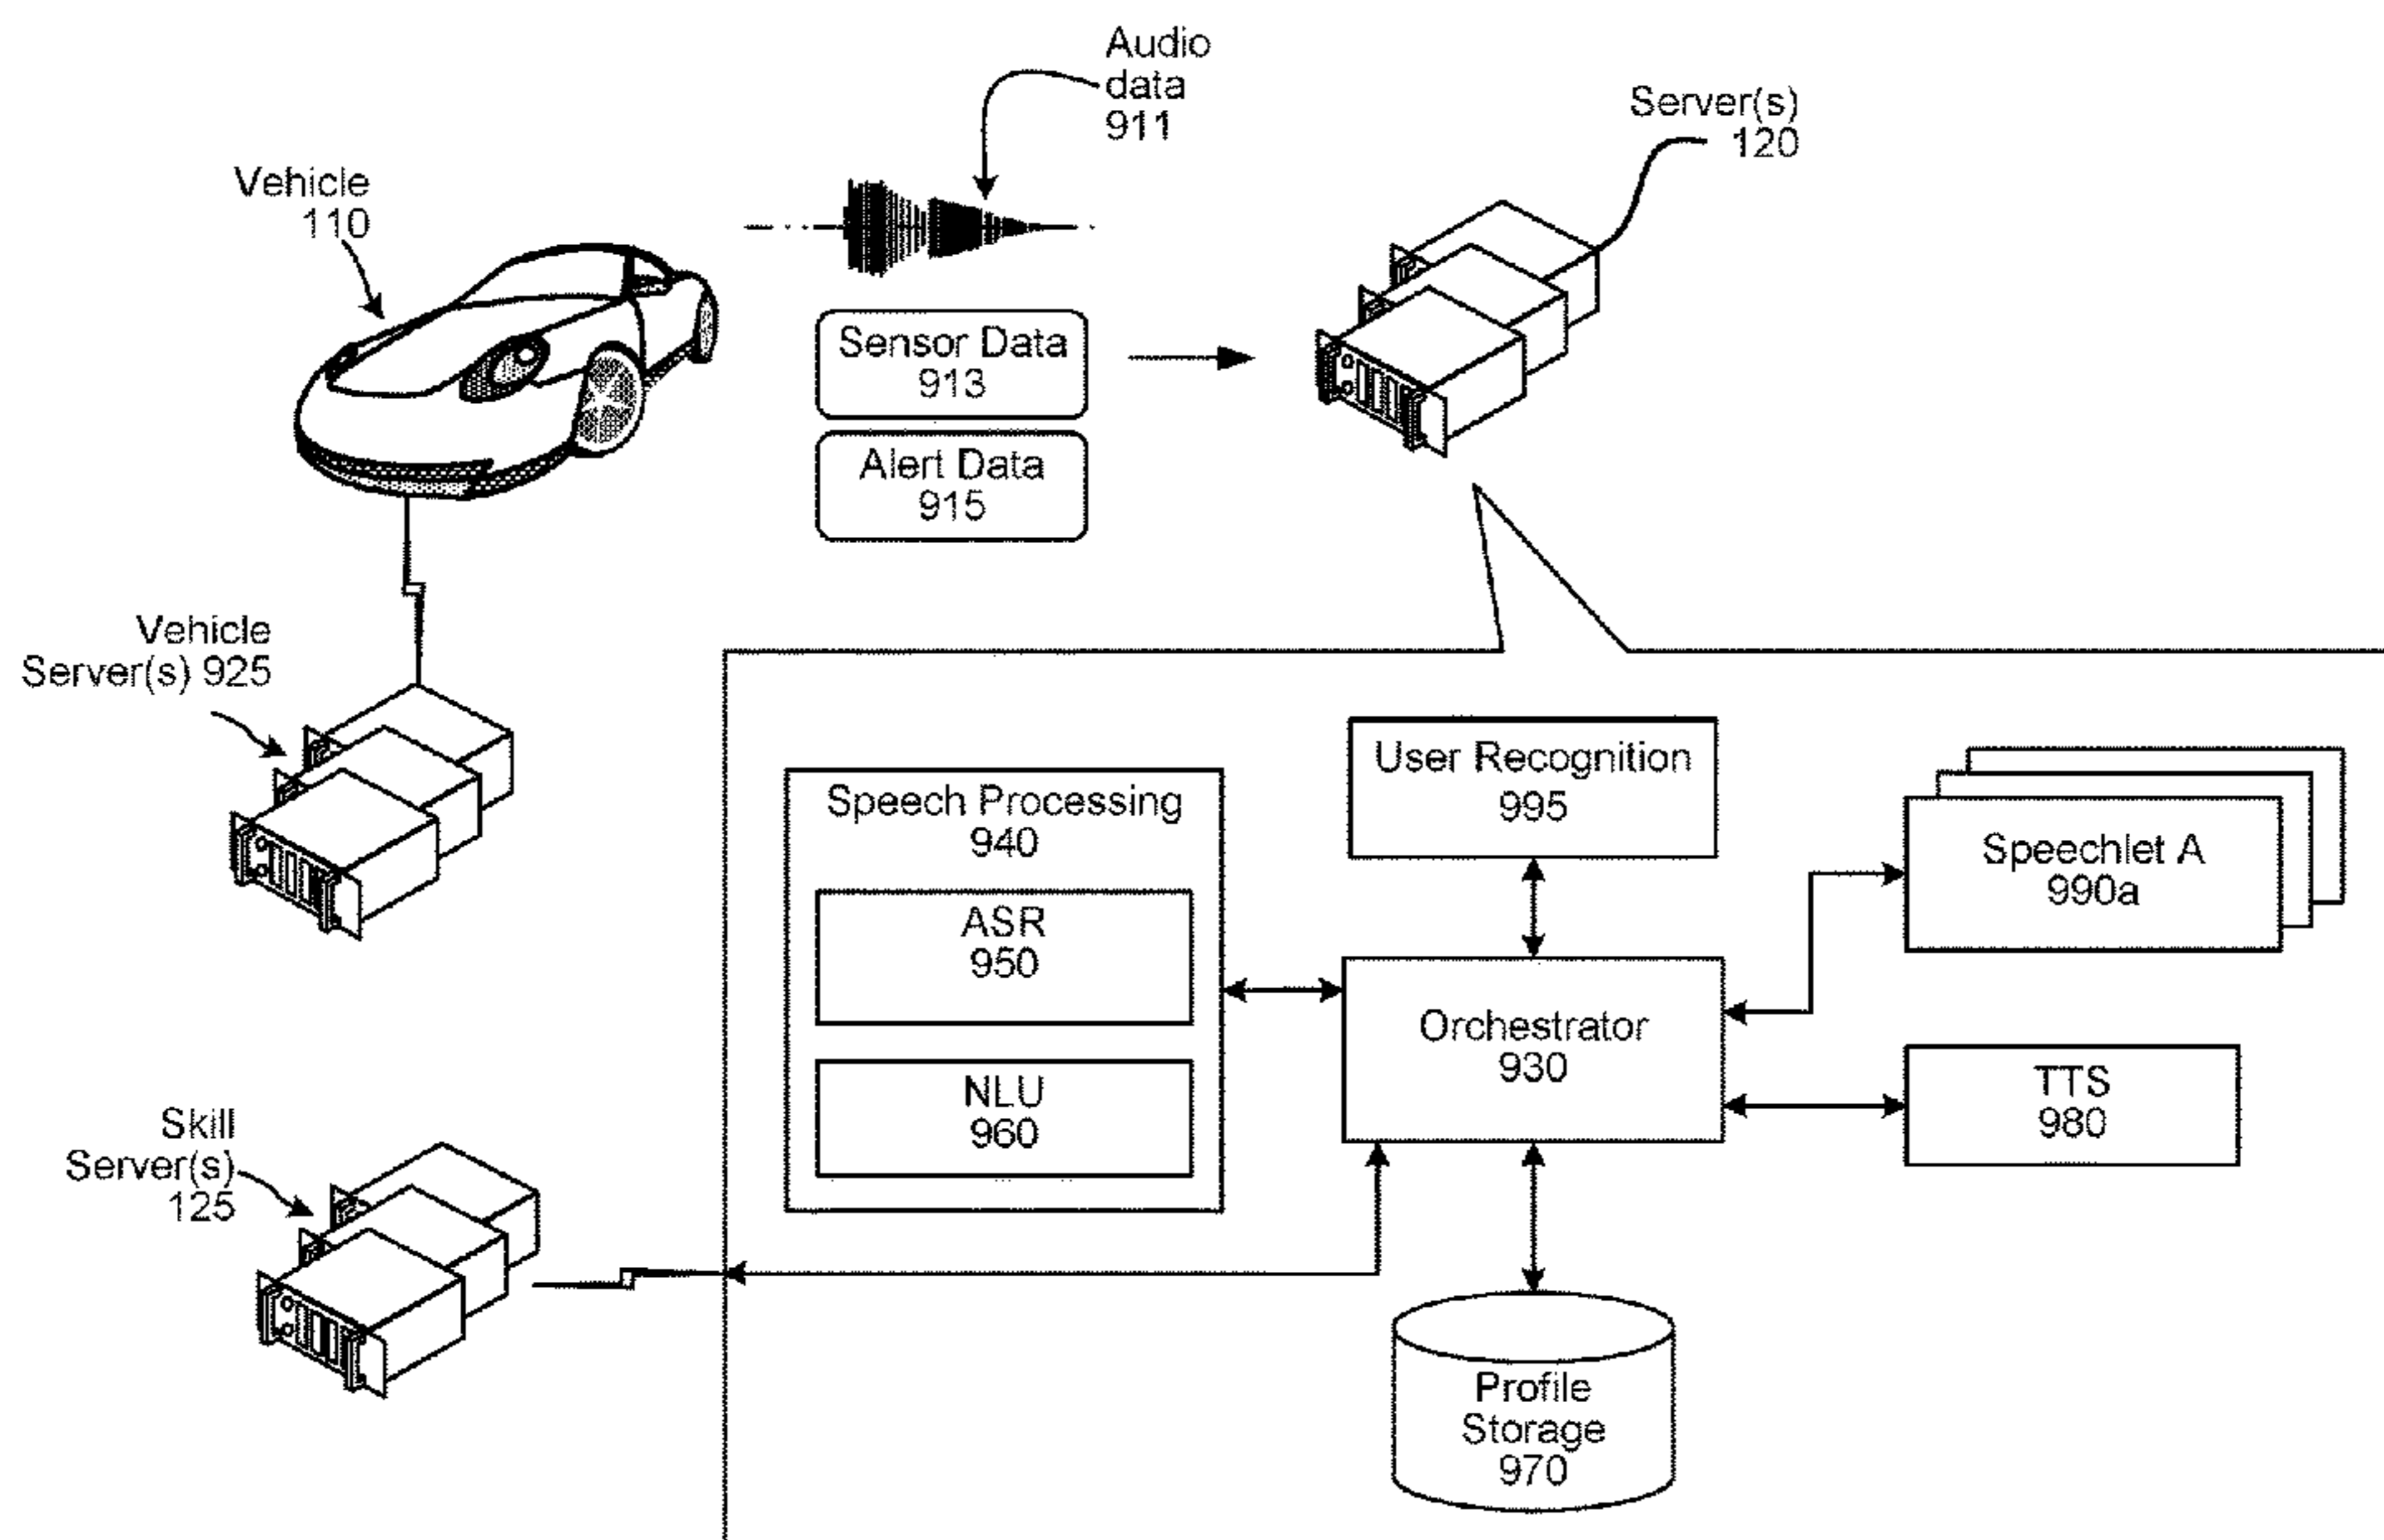 Audio
data
911
Server(s)
120
Vehicle
110
Sensor Data
913
Alert Data
915
Vehicle
Server(s) 925
User Recognition
995
Speech Processing
940
Speechlet A
990a
ASR
950
Orchestrator
930
NLU
960
TTS
980
Skill
Server(s)
125
Profile
Storage
970